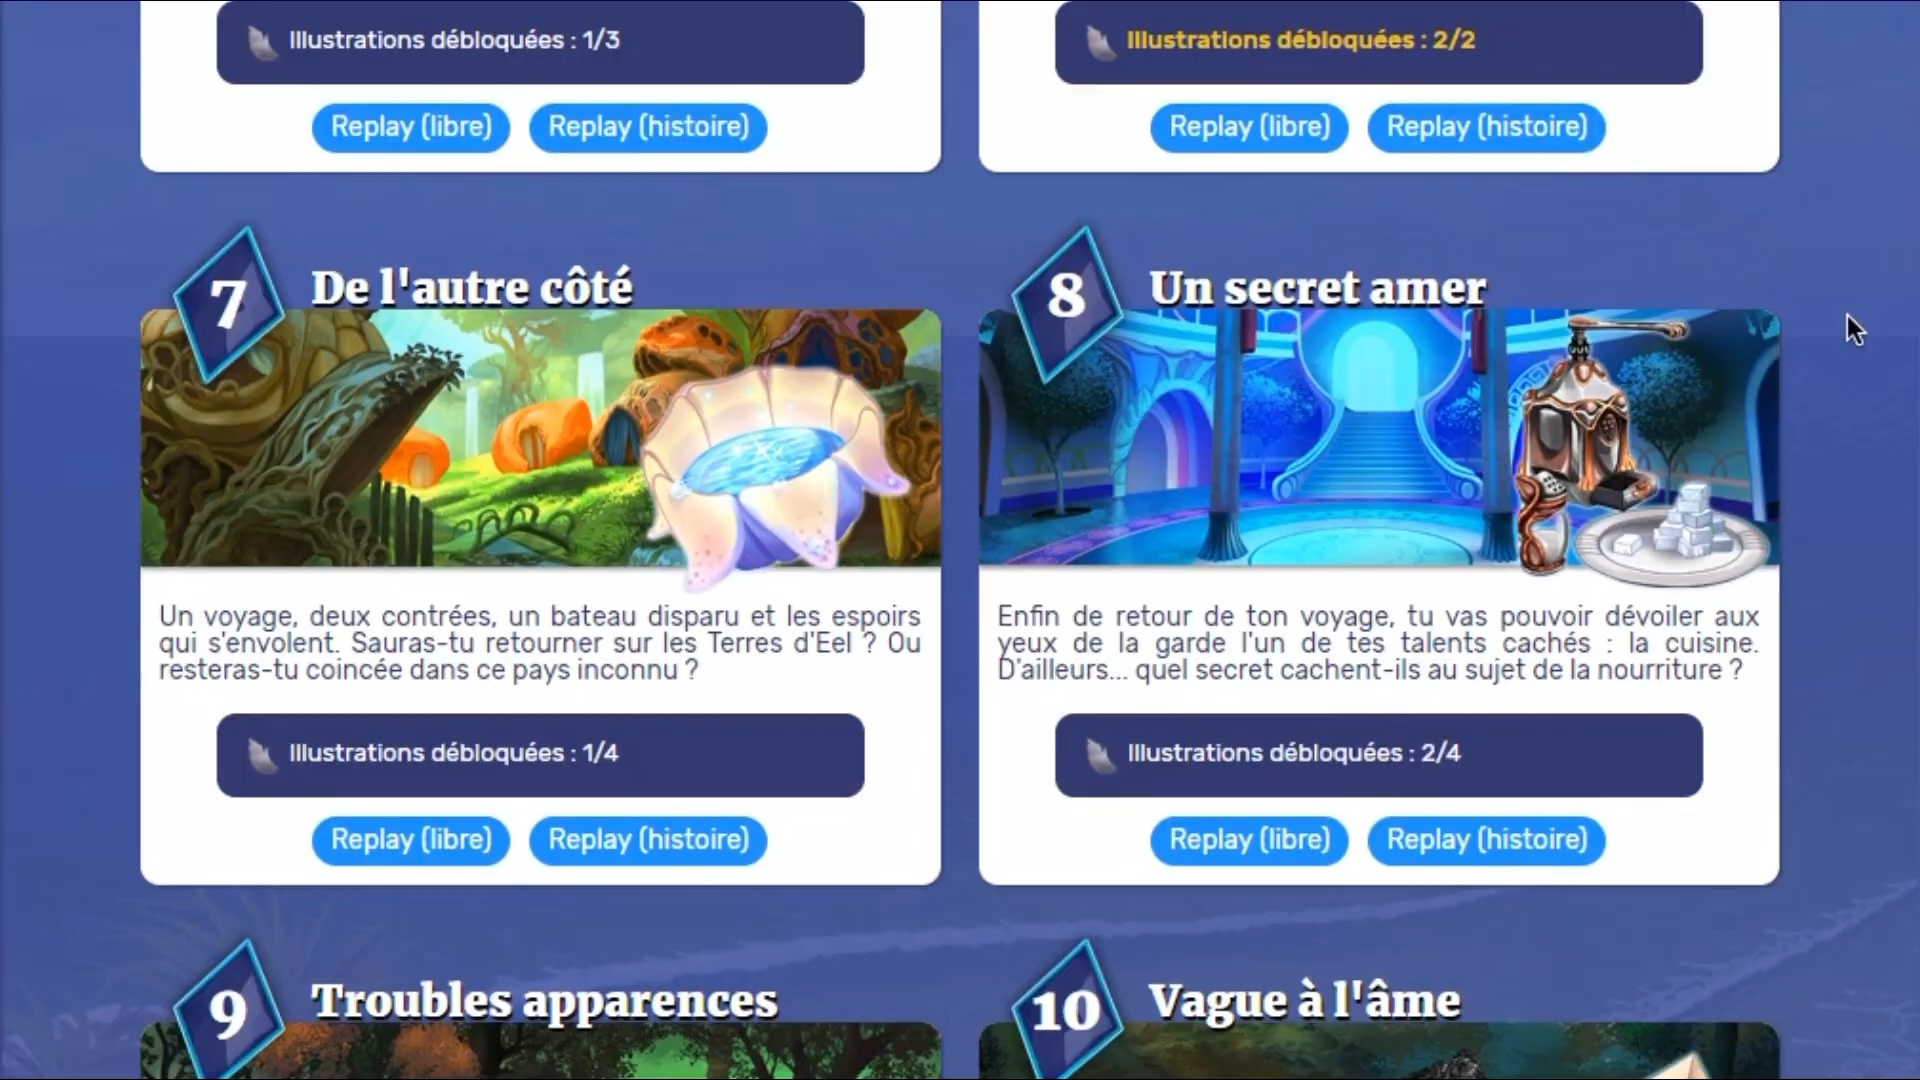 Illustrations débloquées : 1/3
Illustrations débloquées : 2/2
Replay (libre)
Replay (histoire)
Replay (libre)
Replay (histoire)
7
De l'autre côté
Un voyage, deux contrées, un bateau disparu et les espoirs
qui s'envolent. Sauras-tu retourner sur les Terres d'Eel ? Ou
resteras-tu coincée dans ce pays inconnu ?
Illustrations débloquées : 1/4
Replay (libre)
Replay (histoire)
8
Un secret amer
Enfin de retour de ton voyage, tu vas pouvoir dévoiler aux
yeux de la garde l'un de tes talents cachés : la cuisine.
D'ailleurs... quel secret cachent-ils au sujet de la nourriture ?
Illustrations débloquées : 2/4
Replay (libre)
Replay (histoire)
9
Troubles apparences
10
Vague à l'âme